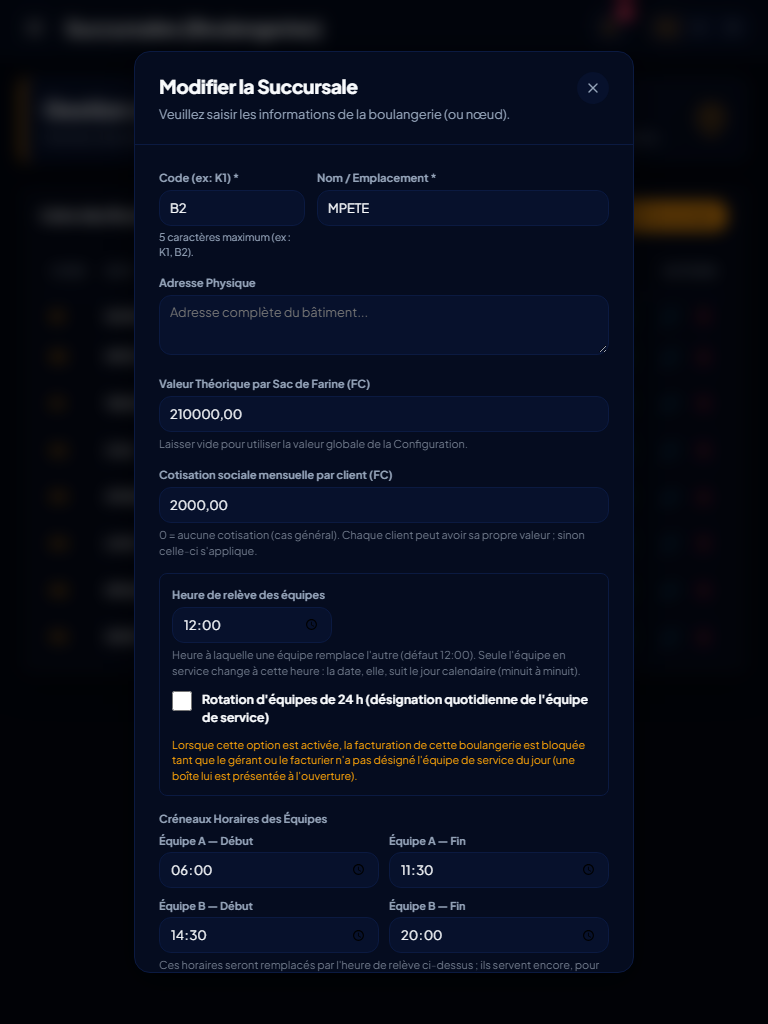 Modifier la Succursale
Veuillez saisir les informations de la boulangerie (ou nœud).
Code (ex: K1) *
Nom / Emplacement *
B2
MPETE
5 caractères maximum (ex :
K1, B2).
Adresse Physique
Adresse complète du bâtiment...
Valeur Théorique par Sac de Farine (FC)
210000,00
Laisser vide pour utiliser la valeur globale de la Configuration.
Cotisation sociale mensuelle par client (FC)
2000,00
0 = aucune cotisation (cas général). Chaque client peut avoir sa propre valeur ; sinon
celle-ci s'applique.
Heure de relève des équipes
12:00
Heure à laquelle une équipe remplace l'autre (défaut 12:00). Seule l'équipe en
service change à cette heure : la date, elle, suit le jour calendaire (minuit à minuit).
Rotation d'équipes de 24 h (désignation quotidienne de l'équipe
de service)
Lorsque cette option est activée, la facturation de cette boulangerie est bloquée
tant que le gérant ou le facturier n'a pas désigné l'équipe de service du jour (une
boîte lui est présentée à l'ouverture).
Créneaux Horaires des Équipes
Équipe A — Début
Équipe A — Fin
06:00
11:30
Équipe B — Début
Équipe B — Fin
14:30
20:00
Ces horaires seront remplacés par l'heure de relève ci-dessus ; ils servent encore, pour